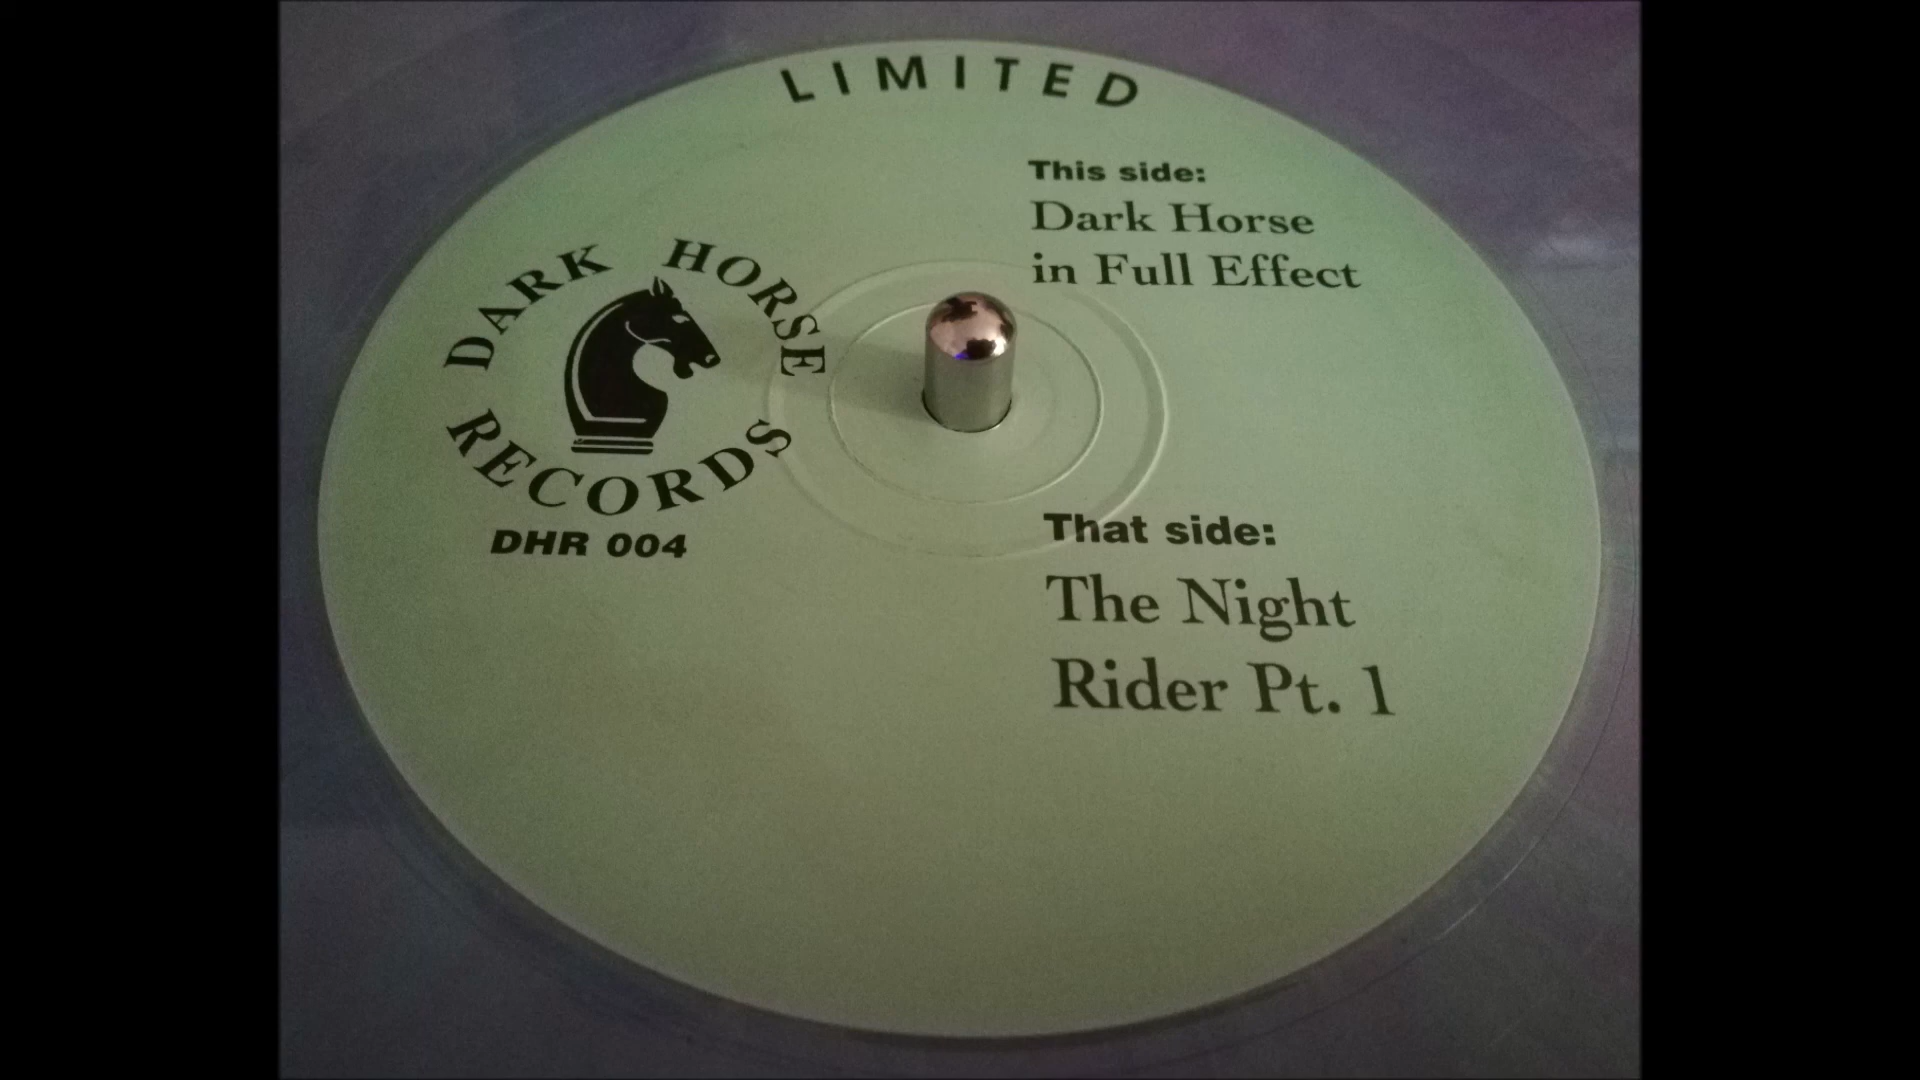 LIMITED
This side:
Dark Horse
in Full Effect
DARK HORSE
RECORDS
DHR 004
That side:
The Night
Rider Pt. 1